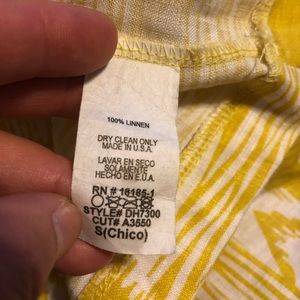 100% LINNEN
DRY CLEAN ONLY
MADE IN U.S.A.
LAVAR EN SECO
SOLAMENTE
HECHO EN E.U.A.
RN # 16185-1
STYLE# DH7300
CUT# A3550
S(Chico)